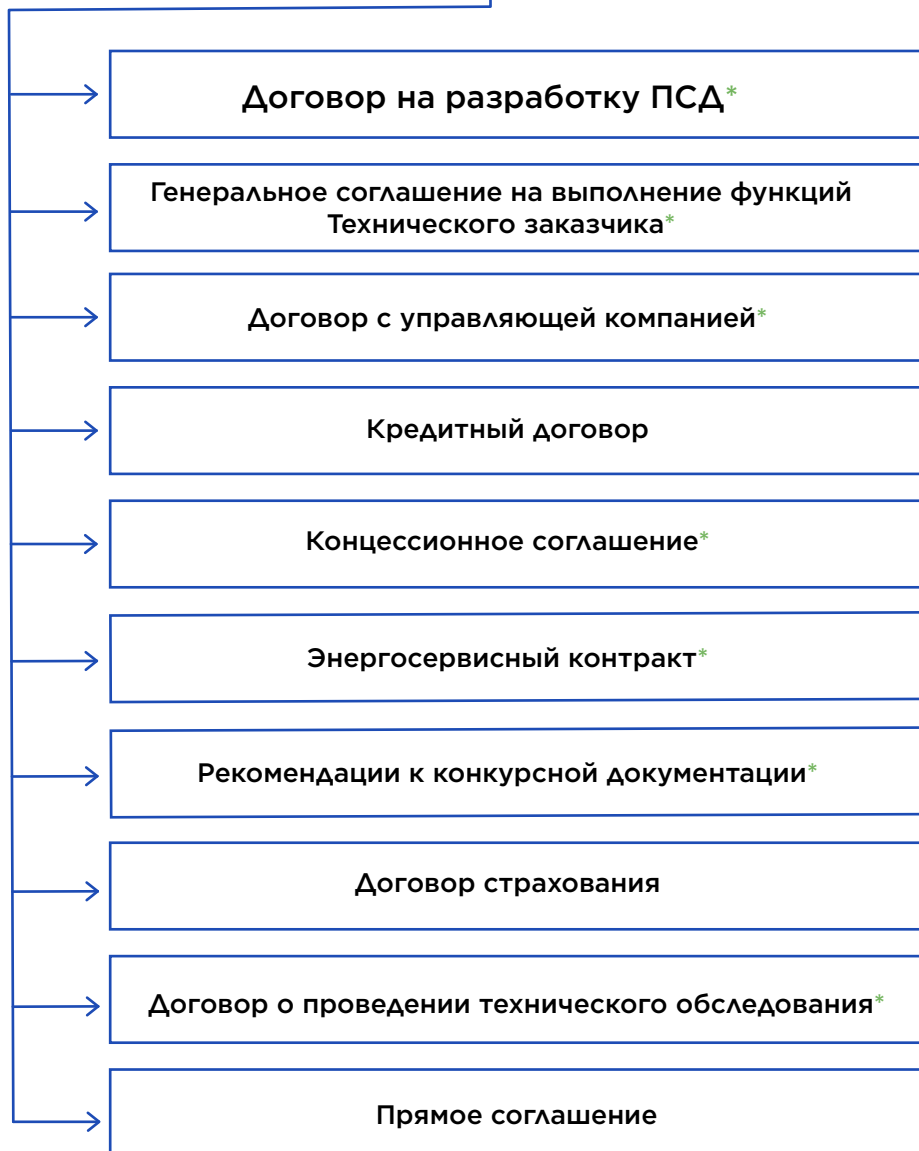 Договор на разработку ПСД*
Генеральное соглашение на выполнение функций
Технического заказчика*
Договор с управляющей компанией*
Кредитный договор
Концессионное соглашение*
Энергосервисный контракт*
Рекомендации к конкурсной документации*
Договор страхования
Договор о проведении технического обследования*
Прямое соглашение